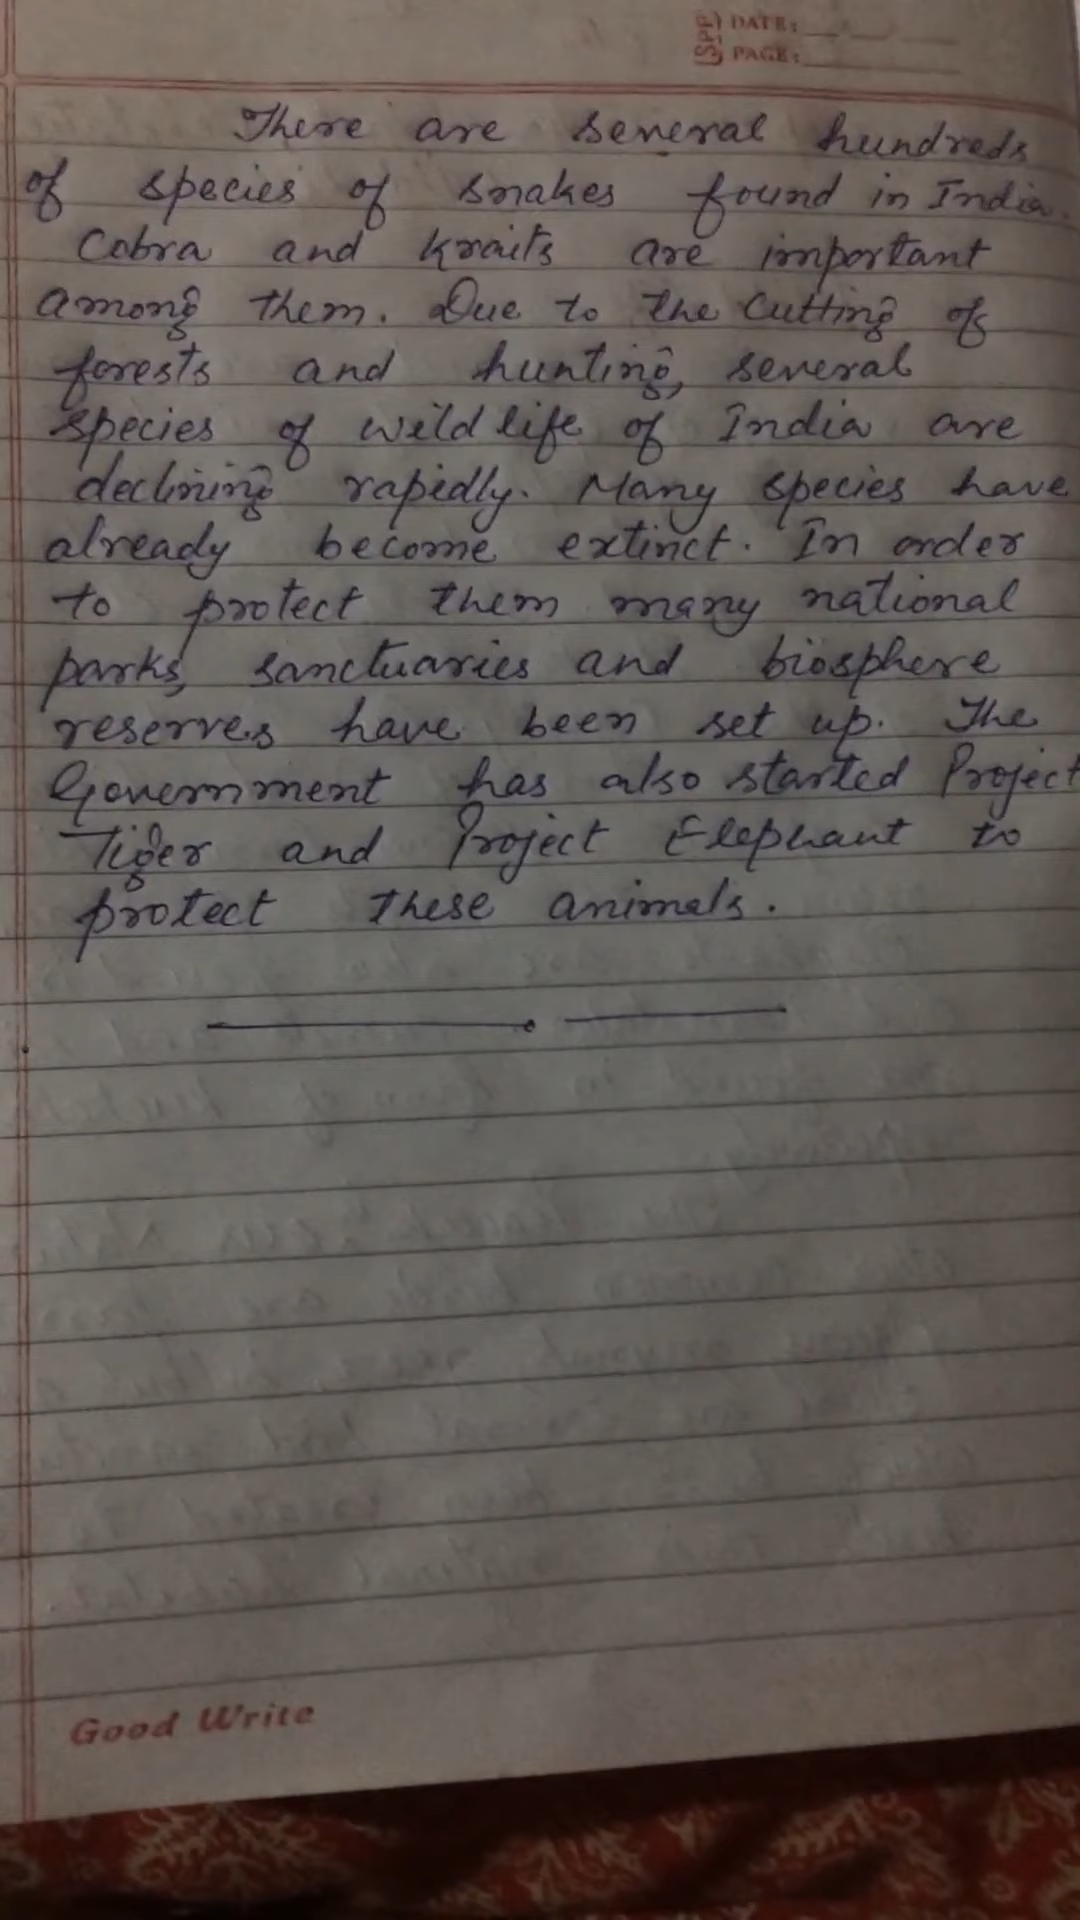 SPP DATE:
PAGE:
There are several hundreds
of species of snakes found in India.
Cobra and kraits are important
among them. Due to the cutting of
forests and hunting, several
species of wild life of India are
declining rapidly. Many species have
already become extinct. In order
to protect them many national
parks, sanctuaries and biosphere
reserves have been set up. The
Government has also started Project
Tiger and Project Elephant to
protect these animals.
Good Write